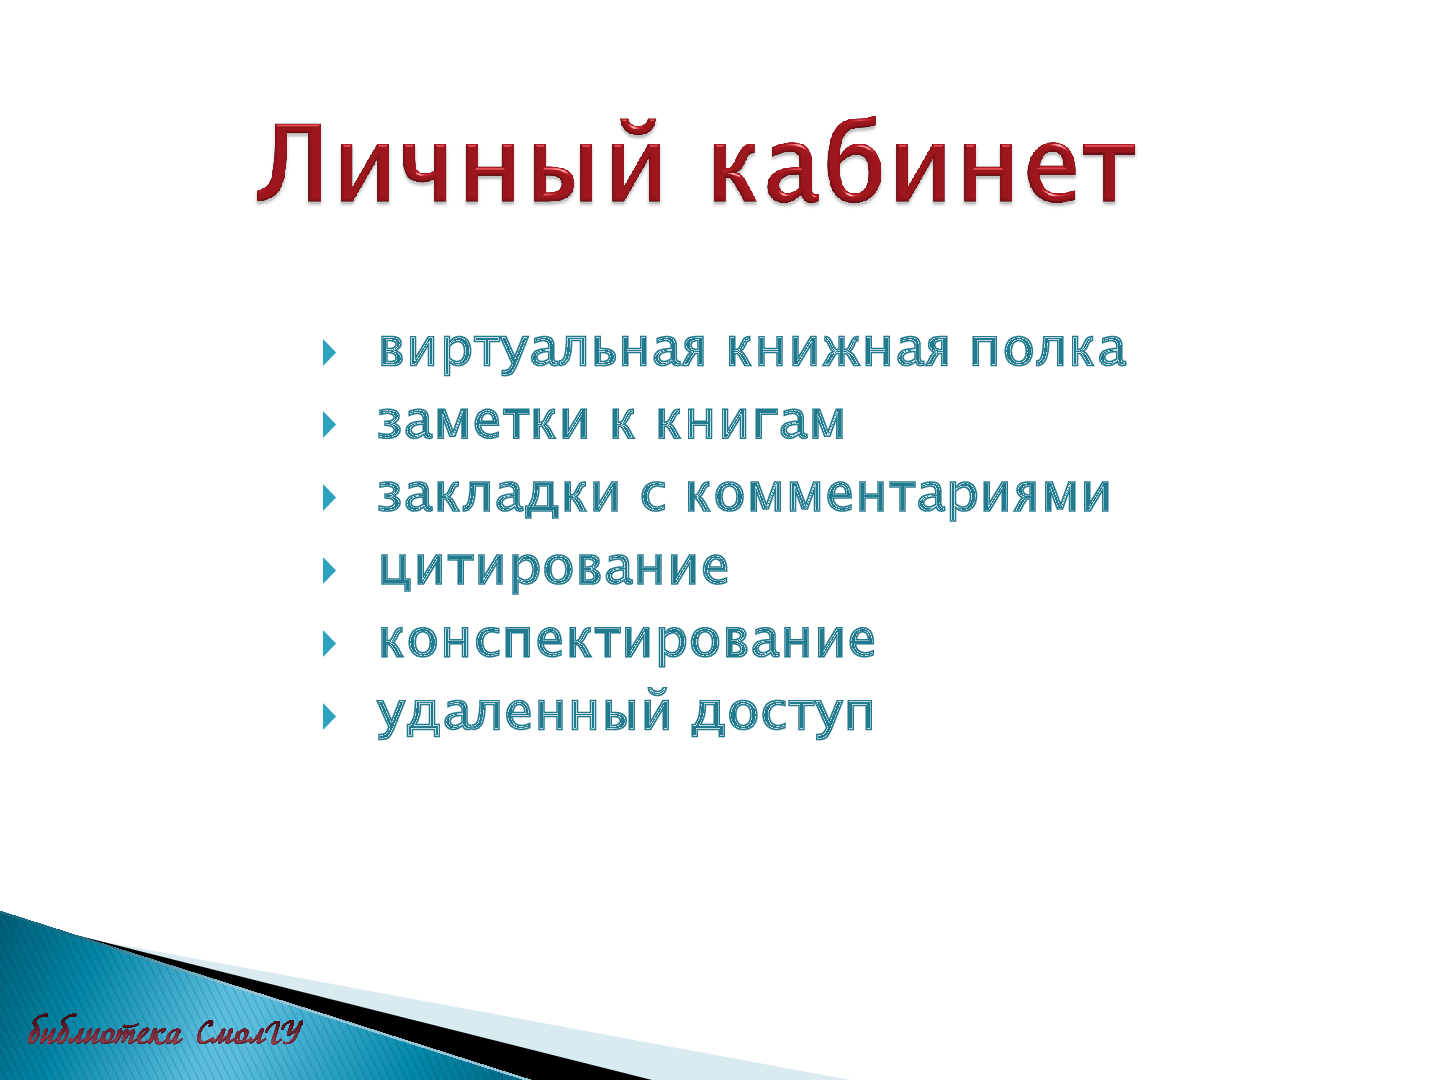 Личный кабинет
виртуальная книжная полка
заметки к книгам
закладки с комментариями
цитирование
конспектирование
удаленный доступ
библиотека СмолГУ